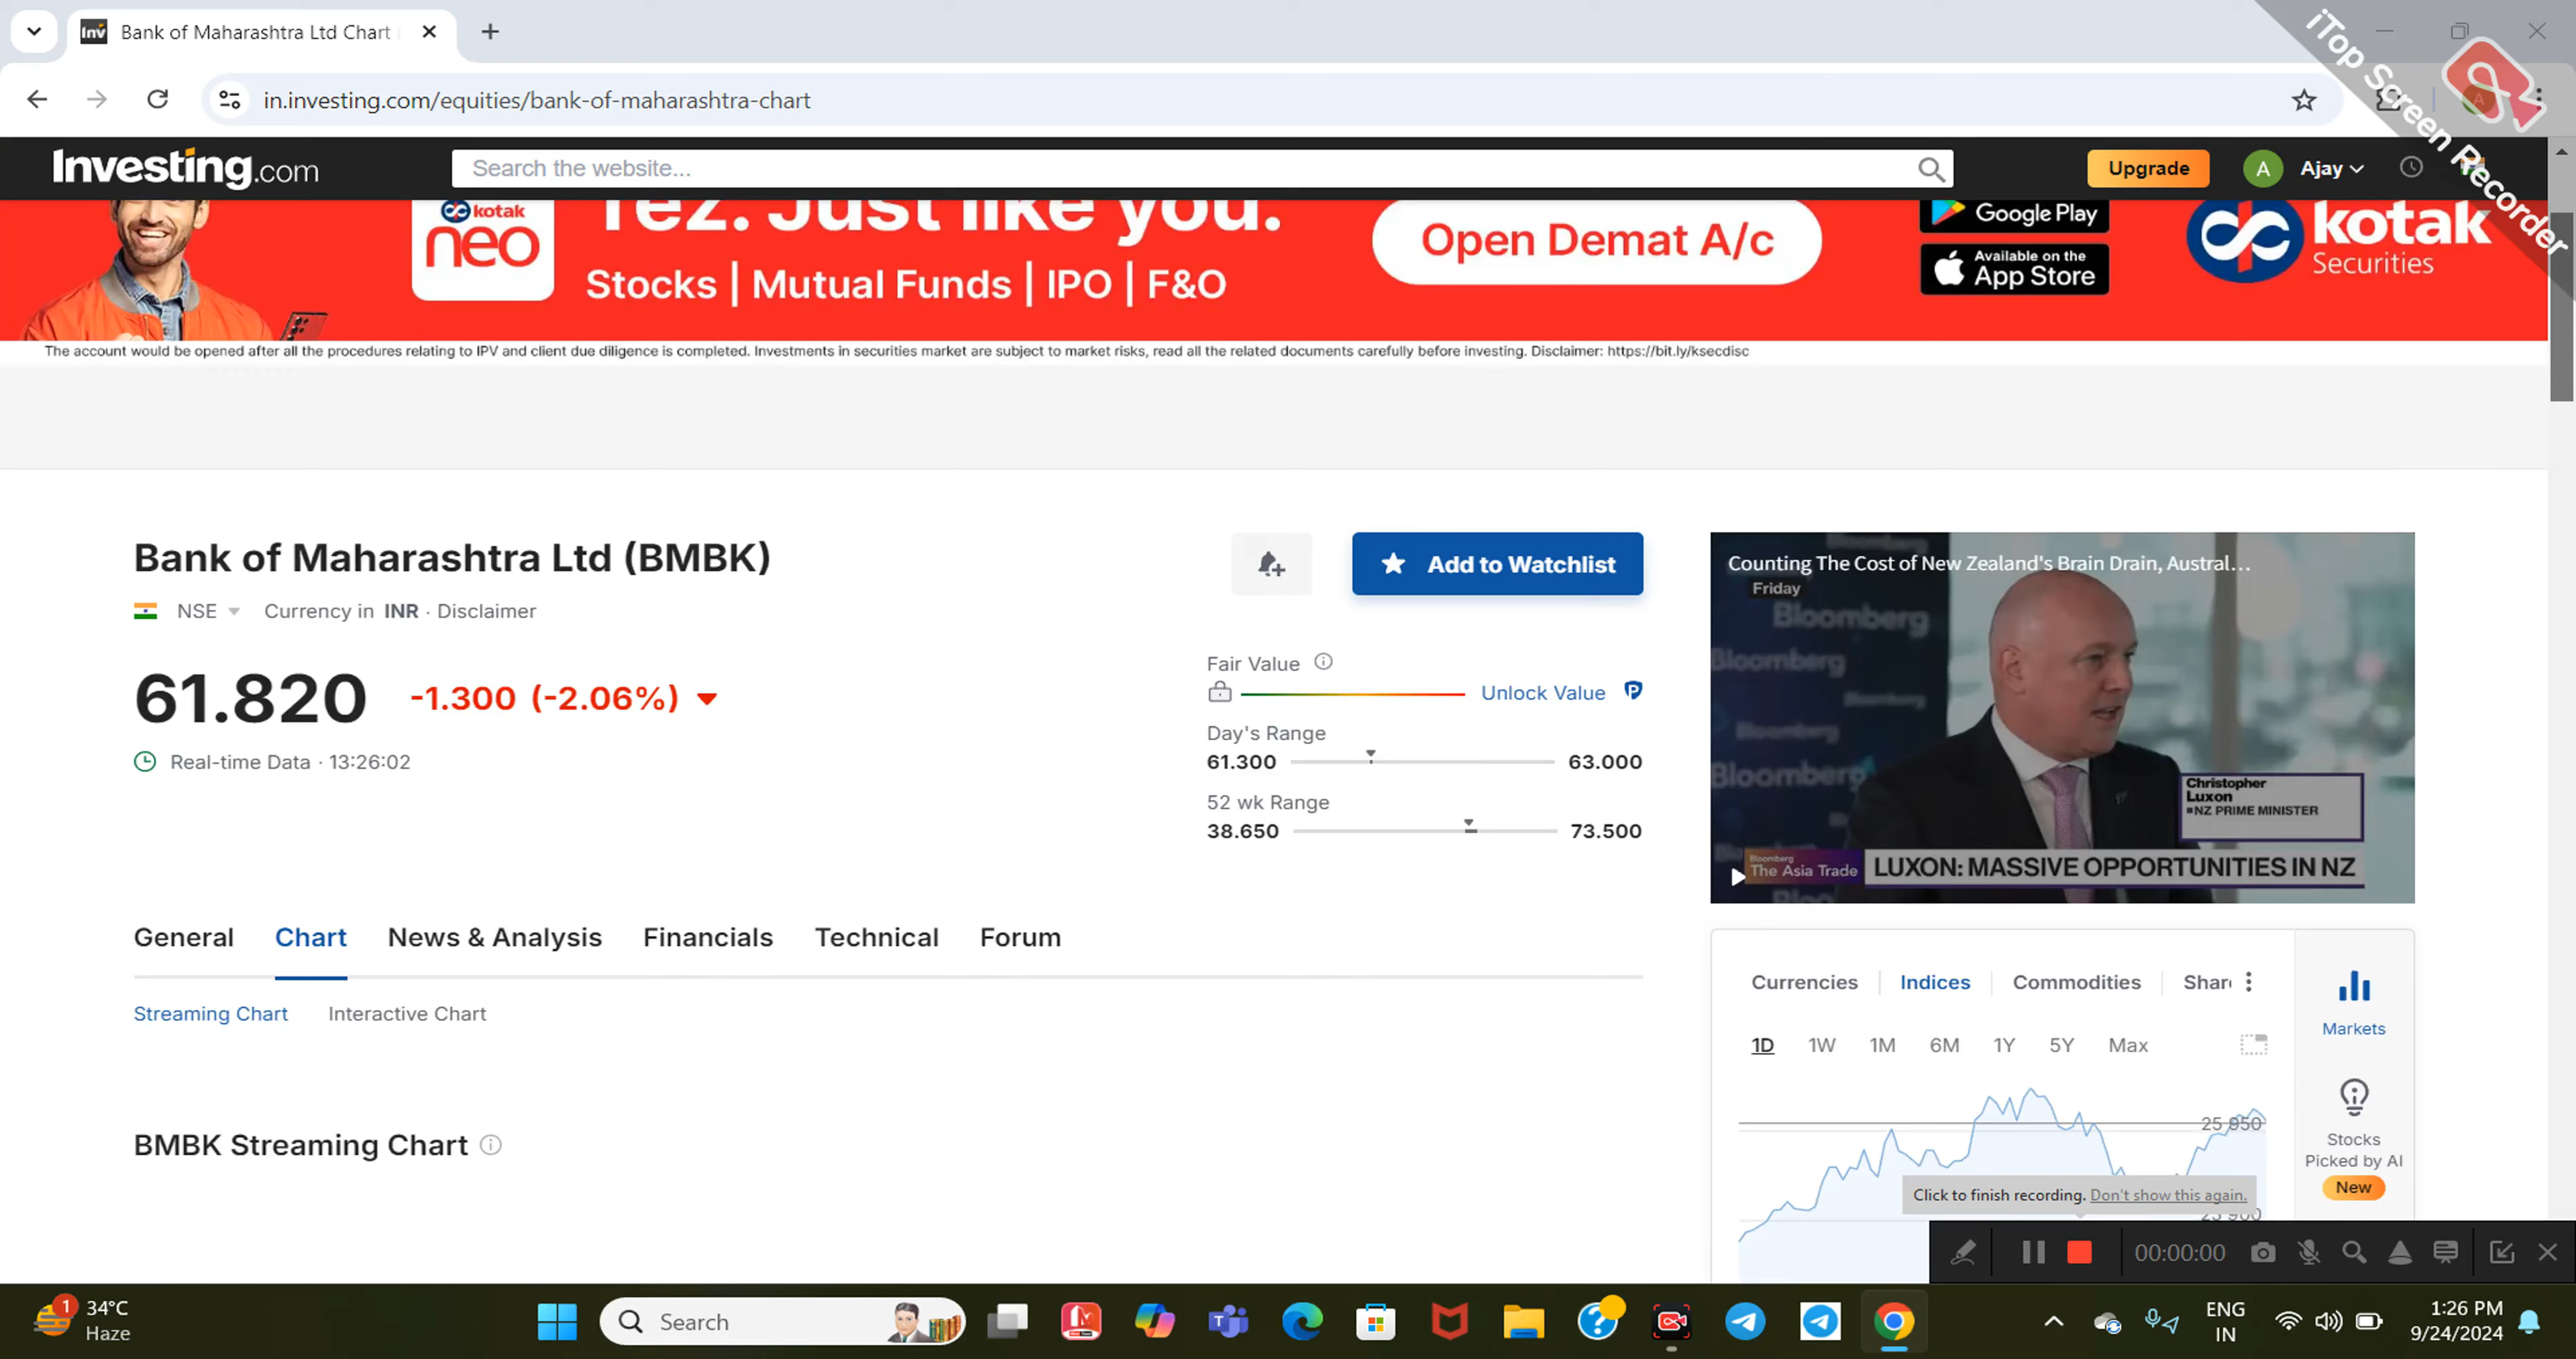 Bank of Maharashtra Ltd Chart
in.investing.com/equities/bank-of-maharashtra-chart
iTop Screen Recorder
Investing.com
Search the website...
Upgrade
A
Ajay
kotak
neo
Tez. Just like you.
Stocks | Mutual Funds | IPO | F&O
Open Demat A/c
Google Play
Available on the
App Store
kotak
Securities
The account would be opened after all the procedures relating to IPV and client due diligence is completed. Investments in securities market are subject to market risks, read all the related documents carefully before investing. Disclaimer: https://bit.ly/ksecdisc
Bank of Maharashtra Ltd (BMBK)
NSE Currency in INR · Disclaimer
61.820 -1.300 (-2.06%)
Real-time Data · 13:26:02
Add to Watchlist
Fair Value
Unlock Value
Day's Range
61.300 63.000
52 wk Range
38.650 73.500
Counting The Cost of New Zealand's Brain Drain, Austral...
Friday
Bloomberg
Bloomberg
Bloomberg
Christopher
Luxon
NZ PRIME MINISTER
Bloomberg
The Asia Trade
LUXON: MASSIVE OPPORTUNITIES IN NZ
General Chart News & Analysis Financials Technical Forum
Streaming Chart Interactive Chart
BMBK Streaming Chart
Currencies Indices Commodities Shar
1D 1W 1M 6M 1Y 5Y Max
25 950
25 900
Markets
Stocks
Picked by AI
New
Click to finish recording. Don't show this again.
00:00:00
1
34°C
Haze
Search
ENG
IN
1:26 PM
9/24/2024